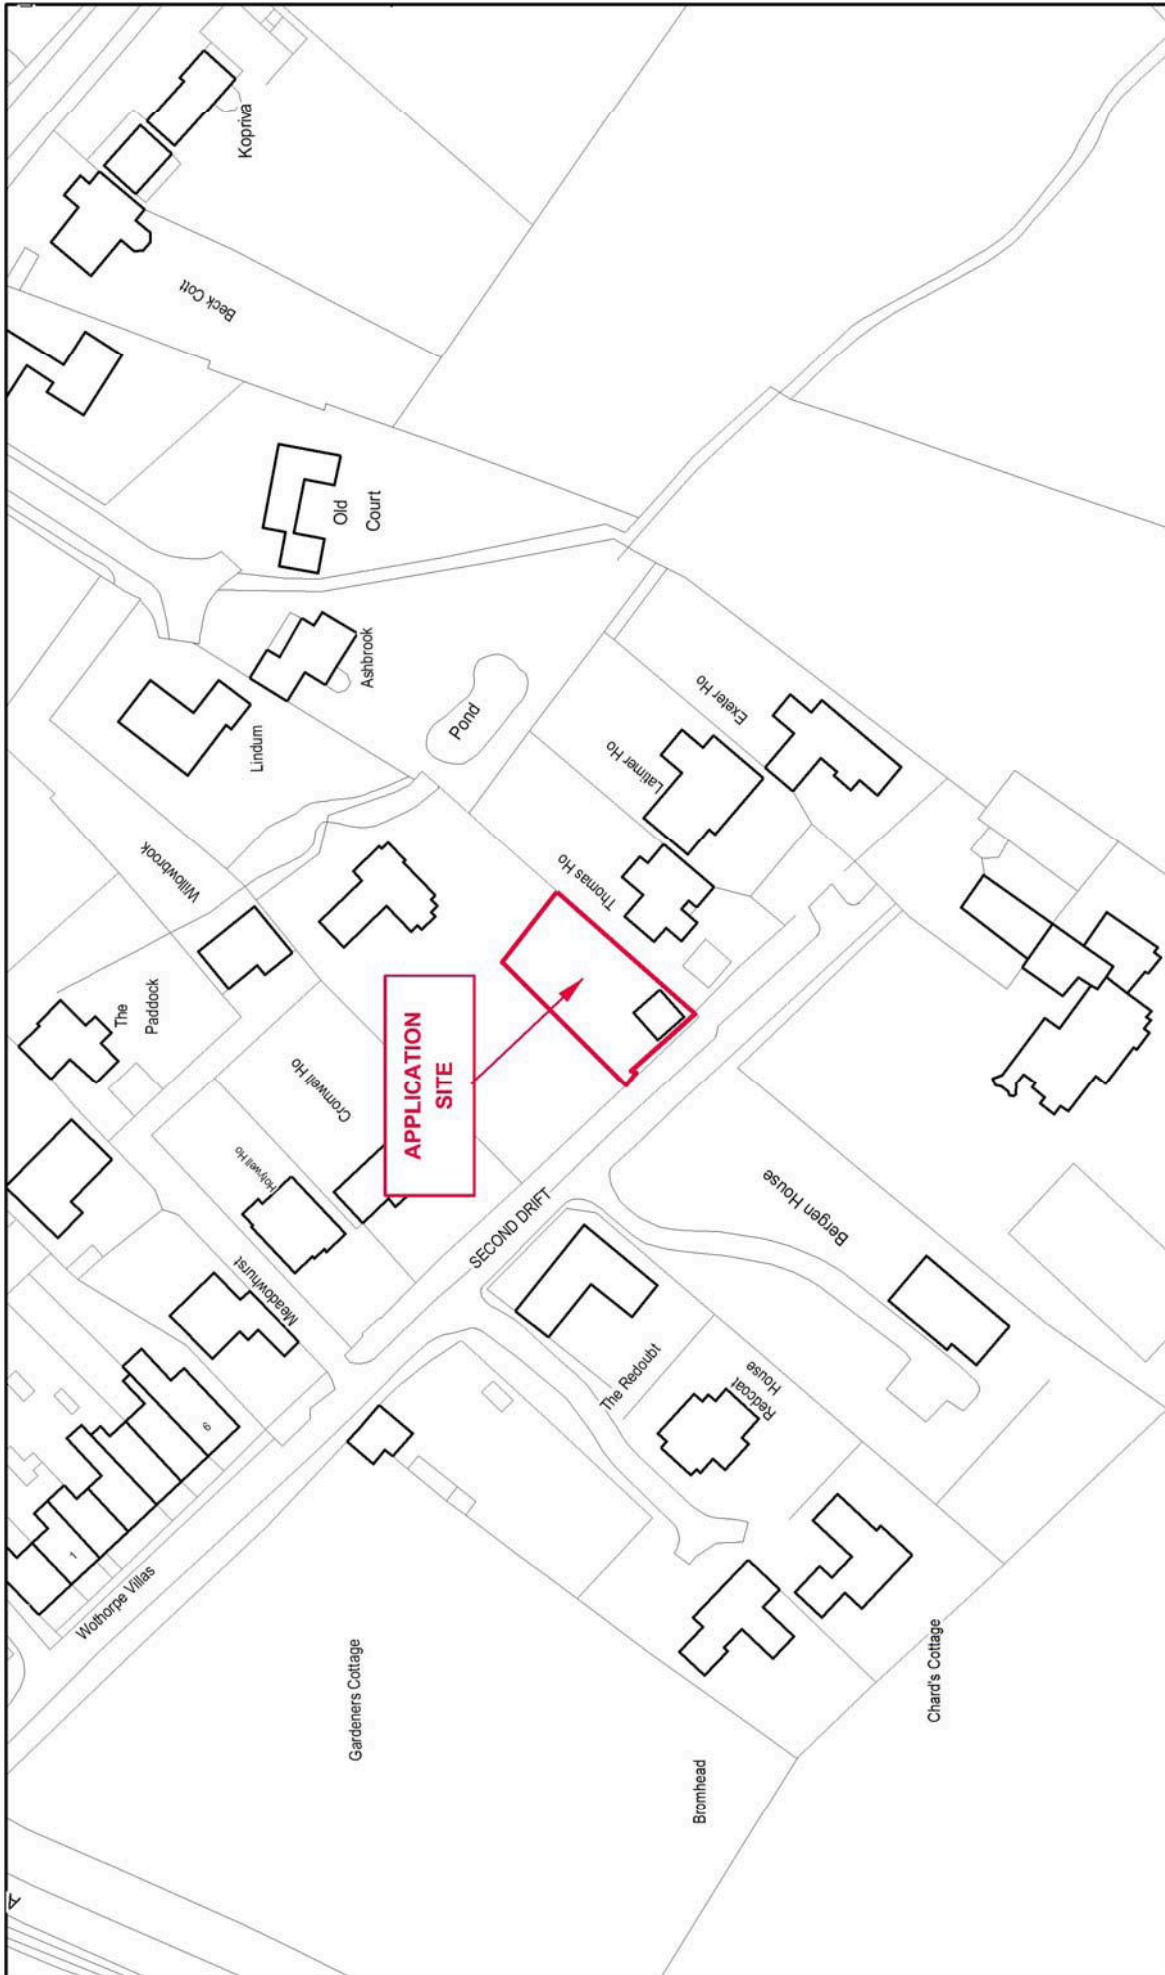 Kopriva
Beck Cott
Old
Court
Ashbrook
Lindum
Pond
Exeter Ho
Latimer Ho
Thomas Ho
Willowbrook
The
Paddock
Cromwell Ho
Holywell Ho
APPLICATION
SITE
SECOND DRIFT
Meadowhurst
Bergen House
The Redoubt
Redcoat
House
6
1
Wothorpe Villas
Gardeners Cottage
Bromhead
Chard's Cottage
A